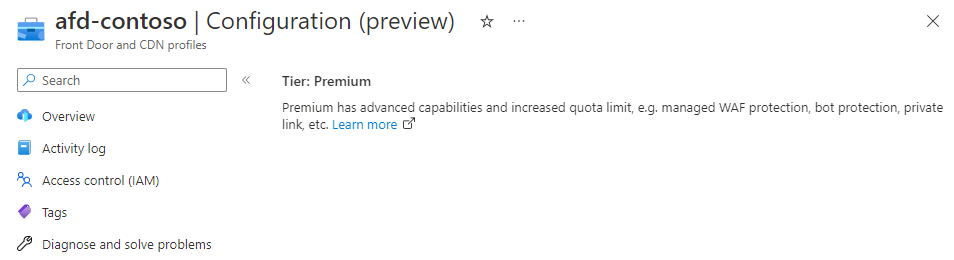 afd-contoso | Configuration (preview) ☆ ···
Front Door and CDN profiles
Search
Overview
Activity log
Access control (IAM)
Tags
Diagnose and solve problems
Tier: Premium
Premium has advanced capabilities and increased quota limit, e.g. managed WAF protection, bot protection, private
link, etc. Learn more